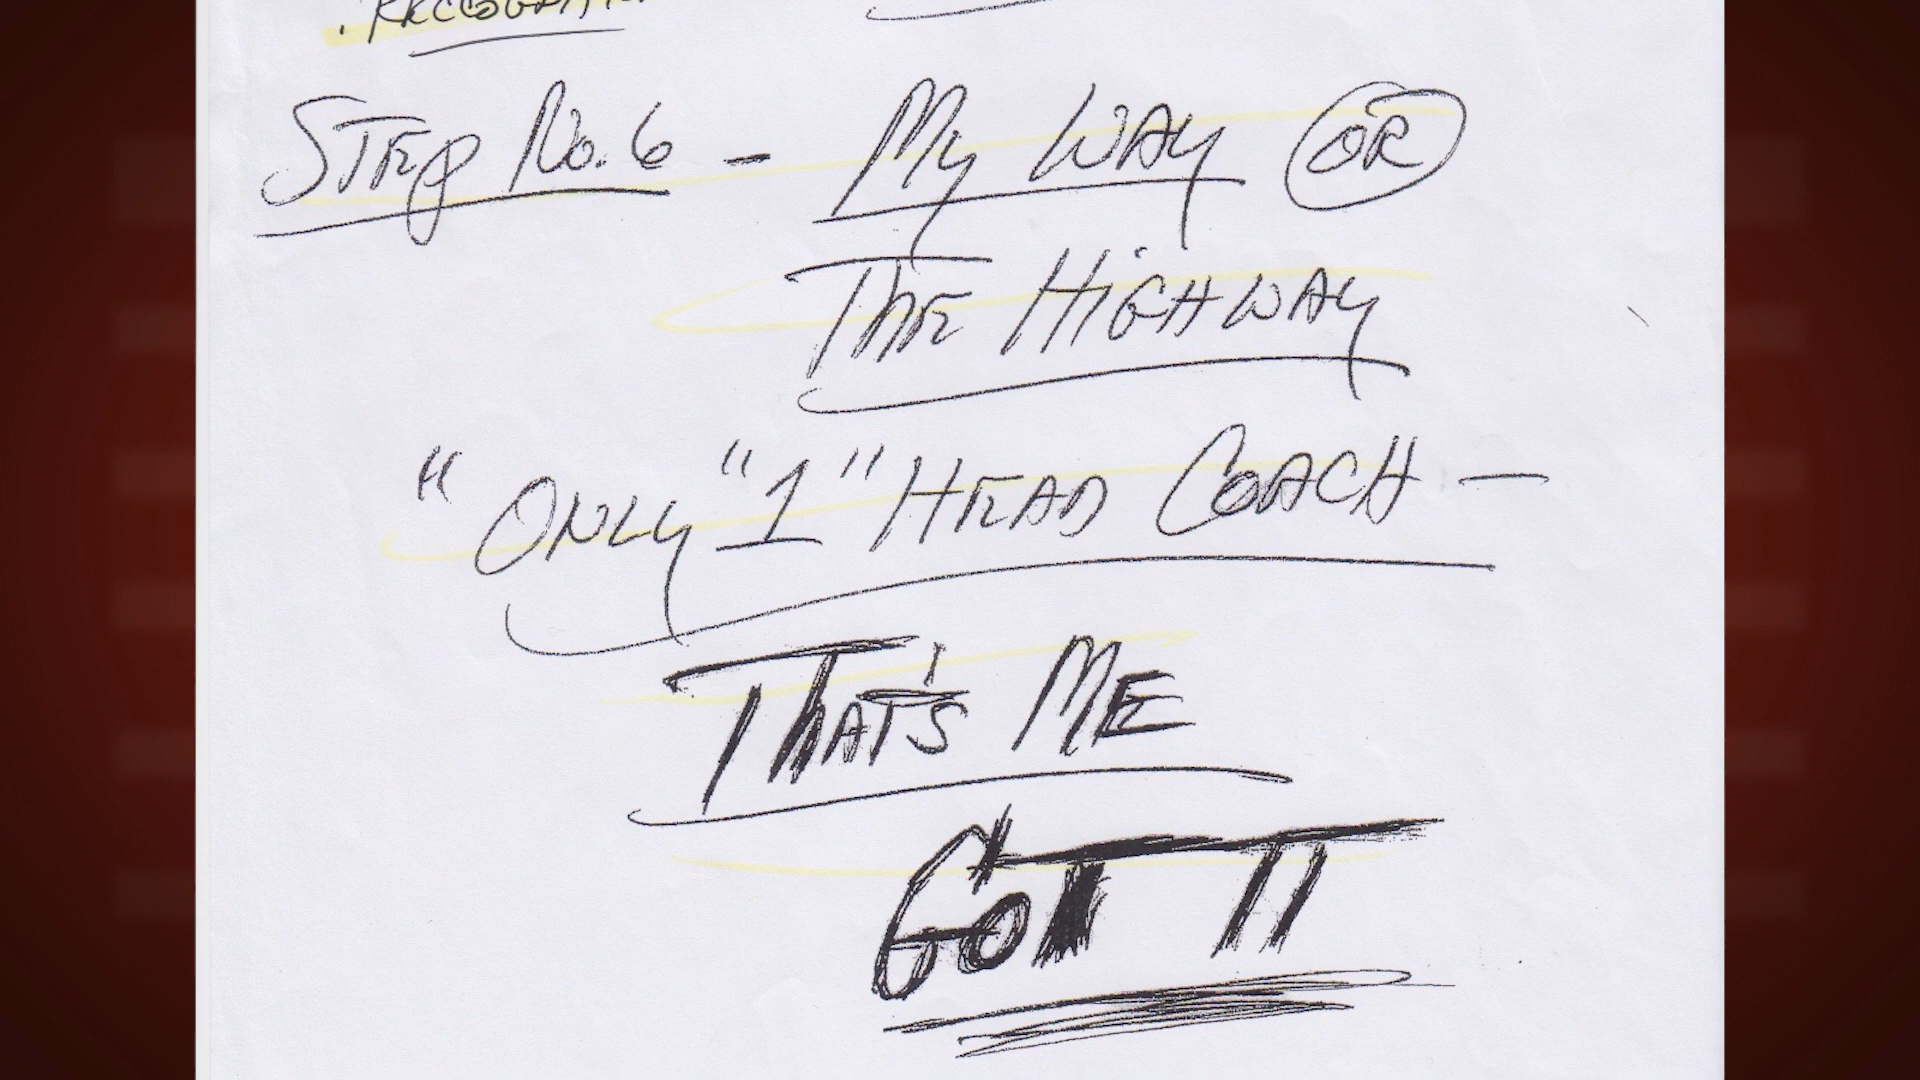 STEP No. 6 - My WAY OR
THE HIGHWAY
"ONLY "1" HEAD COACH -
THAT'S ME
GOT IT